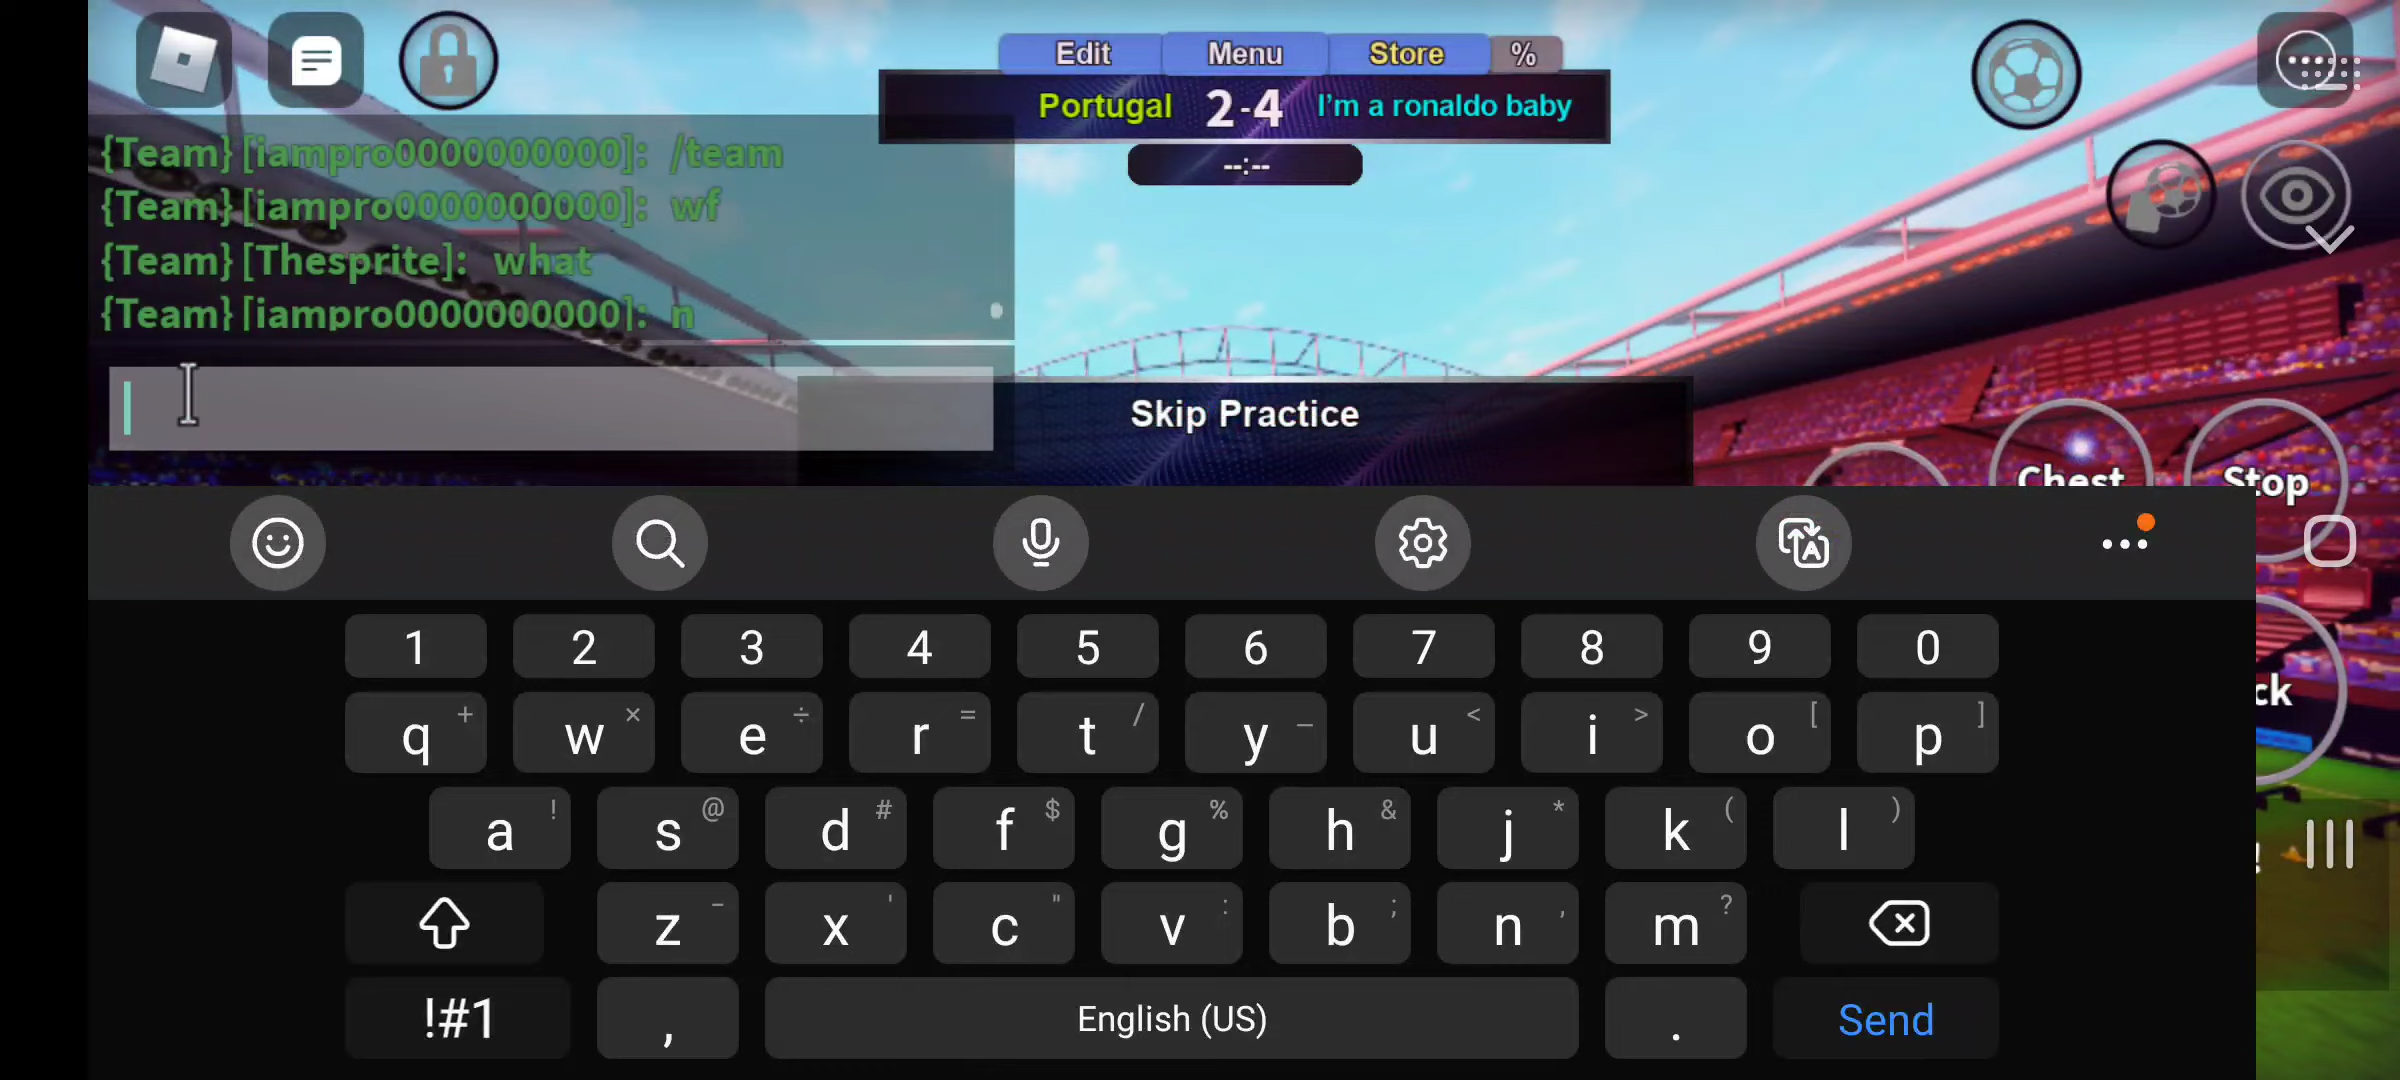 Edit Menu Store %
Portugal 2-4 I'm a ronaldo baby
--:--
{Team} [iampro0000000000]: /team
{Team} [iampro0000000000]: wf
{Team} [Thesprite]: what
{Team} [iampro0000000000]: n
Skip Practice
Chest Stop
ck
1 2 3 4 5 6 7 8 9 0
q + w × e ÷ r = t / y _ u < i > o [ p ]
a ! s @ d # f $ g % h & j * k ( l )
z - x ' c " v : b ; n , m ?
!#1 , English (US) . Send